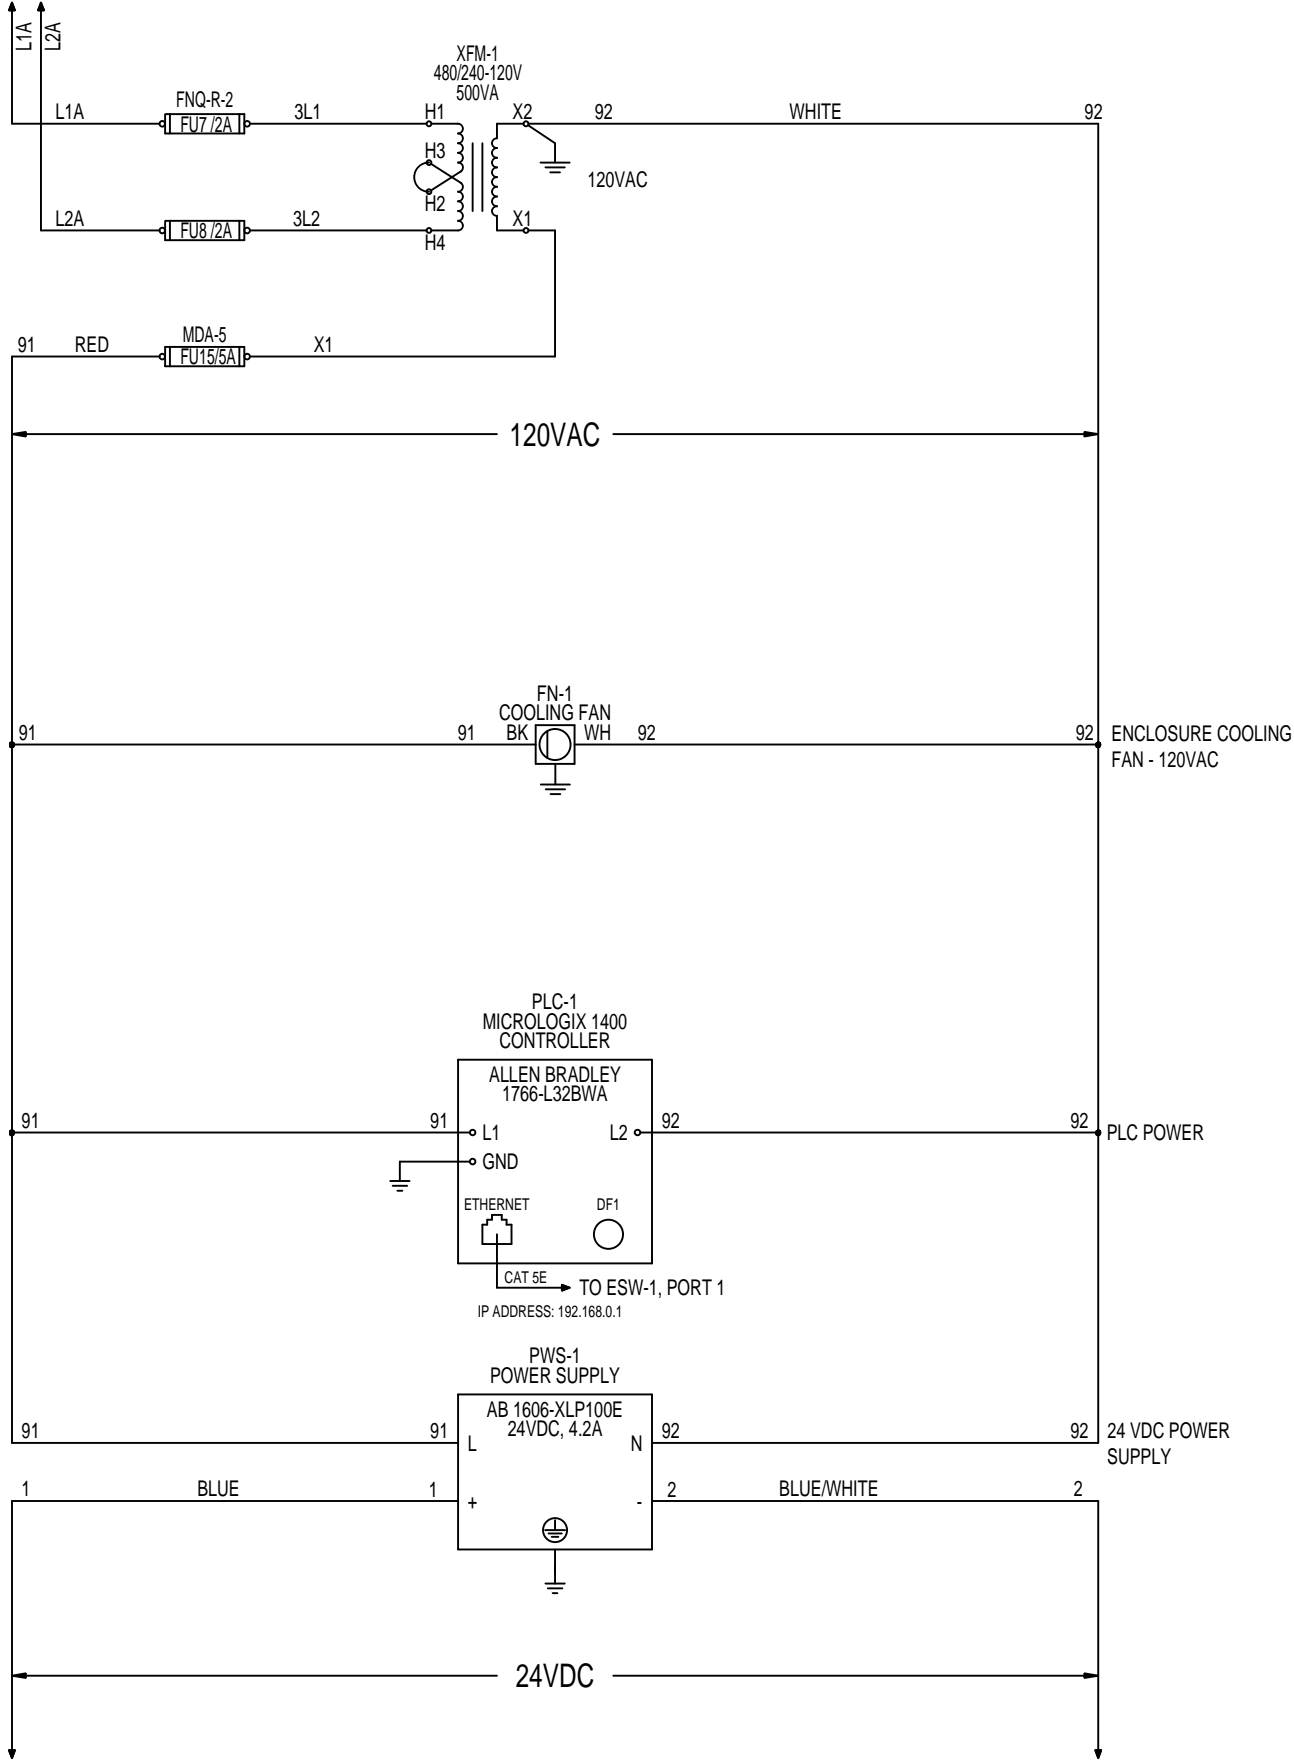 L1A
L2A
XFM-1
480/240-120V
500VA
FNQ-R-2
L1A
FU7 /2A
3L1
H1
X2
92
WHITE
92
H3
120VAC
H2
L2A
FU8 /2A
3L2
X1
H4
MDA-5
91
RED
FU15/5A
X1
120VAC
FN-1
COOLING FAN
91
91
BK
WH
92
92
ENCLOSURE COOLING
FAN - 120VAC
PLC-1
MICROLOGIX 1400
CONTROLLER
ALLEN BRADLEY
1766-L32BWA
91
91
L1
L2
92
92
PLC POWER
GND
ETHERNET
DF1
CAT 5E
TO ESW-1, PORT 1
IP ADDRESS: 192.168.0.1
PWS-1
POWER SUPPLY
AB 1606-XLP100E
24VDC, 4.2A
91
91
L
N
92
92
24 VDC POWER
SUPPLY
1
BLUE
1
+
-
2
BLUE/WHITE
2
24VDC